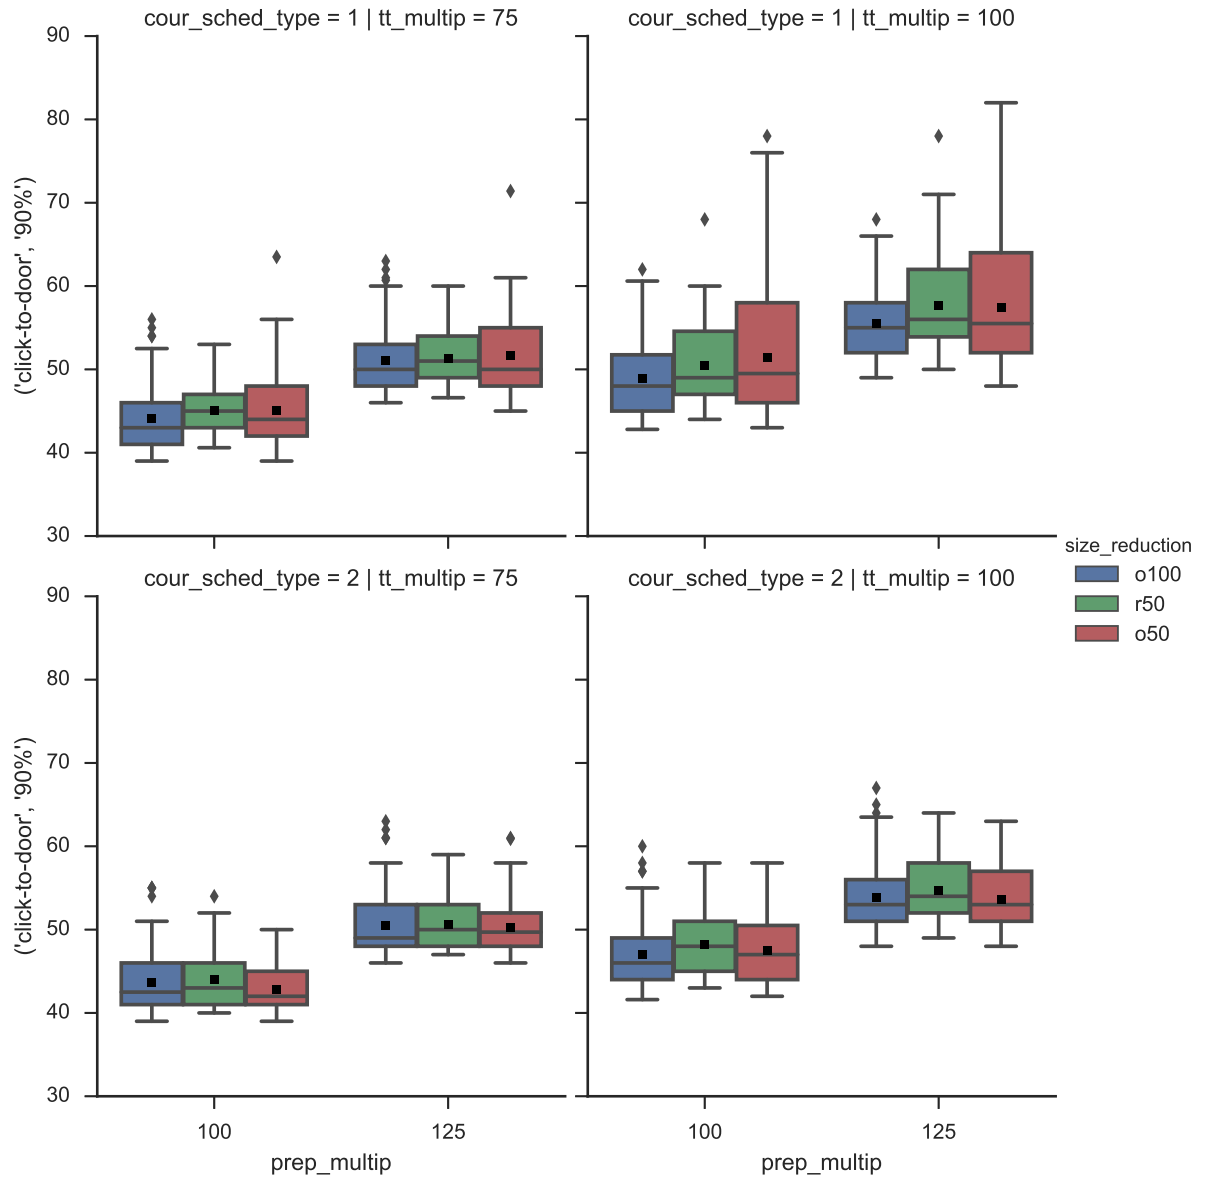 cour_sched_type = 1 | tt_multip = 75
cour_sched_type = 1 | tt_multip = 100
90
80
70
60
50
40
30
('click-to-door', '90%')
100
125
size_reduction
o100
r50
o50
cour_sched_type = 2 | tt_multip = 75
cour_sched_type = 2 | tt_multip = 100
90
80
70
60
50
40
30
('click-to-door', '90%')
100
125
100
125
prep_multip
prep_multip